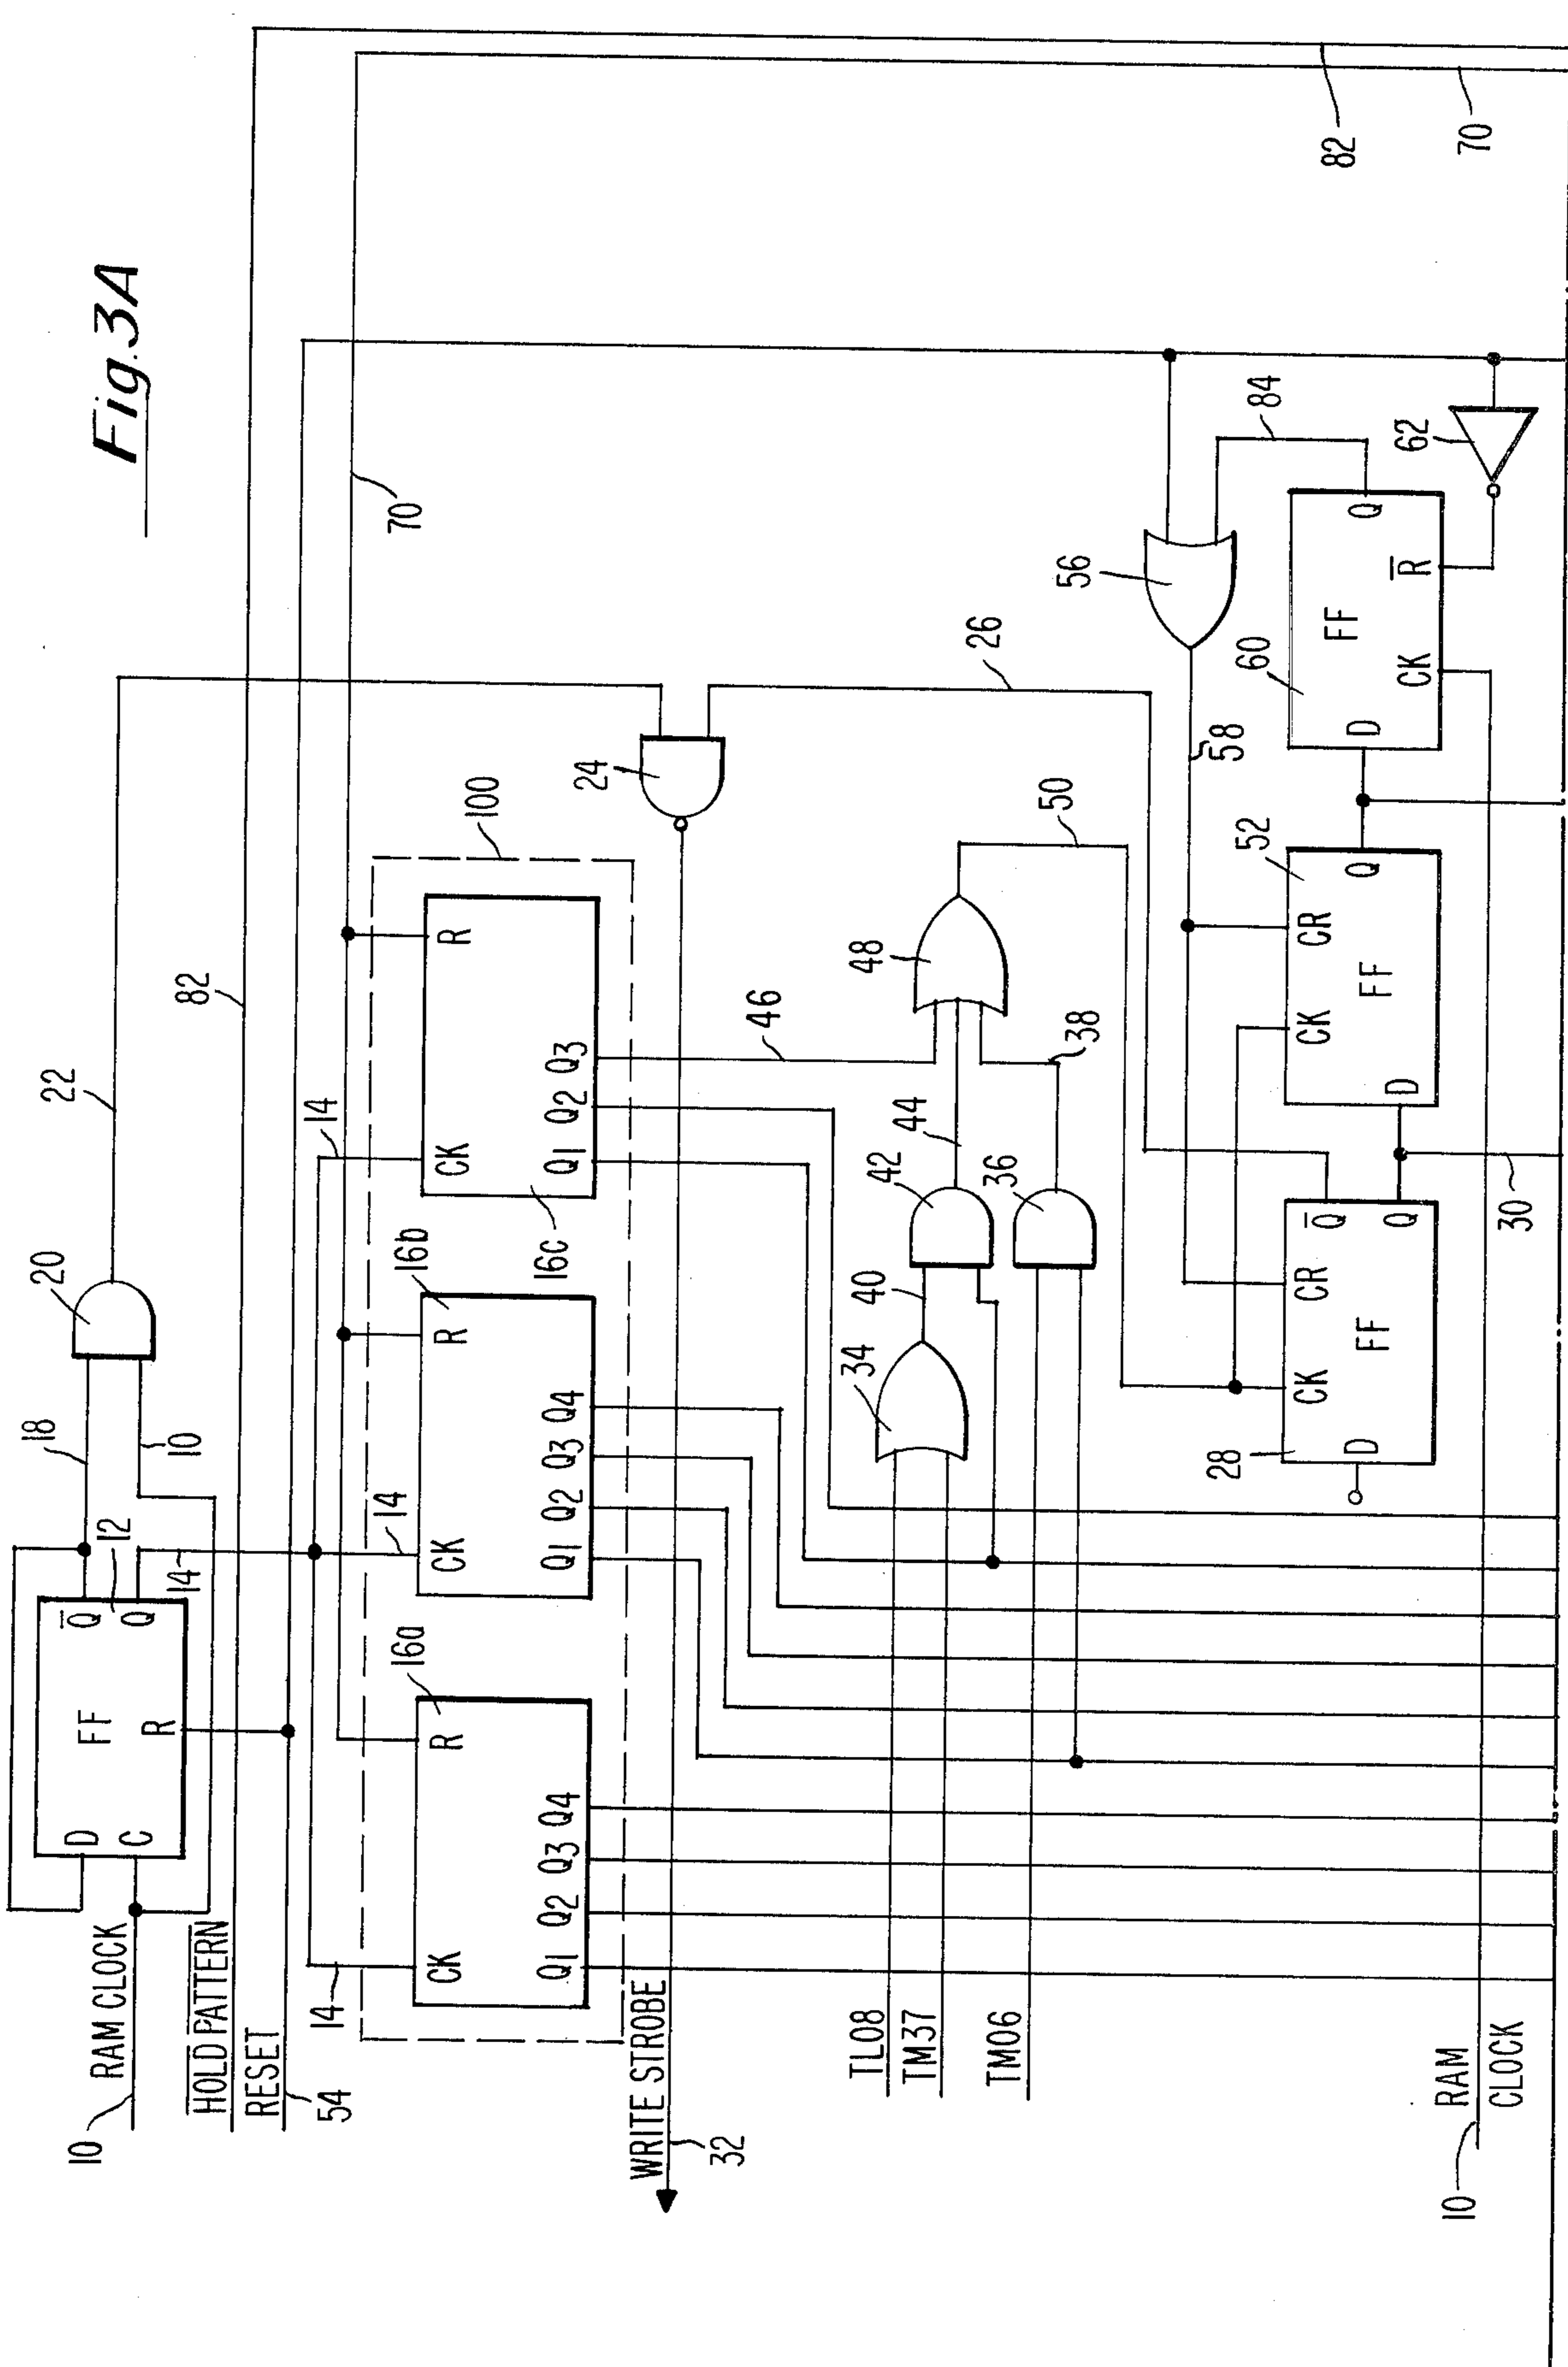 Fig. 3A
10
RAM CLOCK
HOLD PATTERN
RESET
54
D
C
FF
R
Q̅
Q
12
14
18
10
20
22
82
82
70
70
14
CK
R
16a
Q1
Q2
Q3
Q4
14
CK
R
16b
Q1
Q2
Q3
Q4
14
CK
R
16c
Q1
Q2
Q3
100
24
WRITE STROBE
32
26
TL08
TM37
TM06
34
40
42
44
36
38
46
48
50
56
58
84
28
D
CK
FF
CR
Q̅
Q
30
52
D
CK
FF
CR
Q
60
D
CK
FF
R̅
Q
62
10
RAM
CLOCK